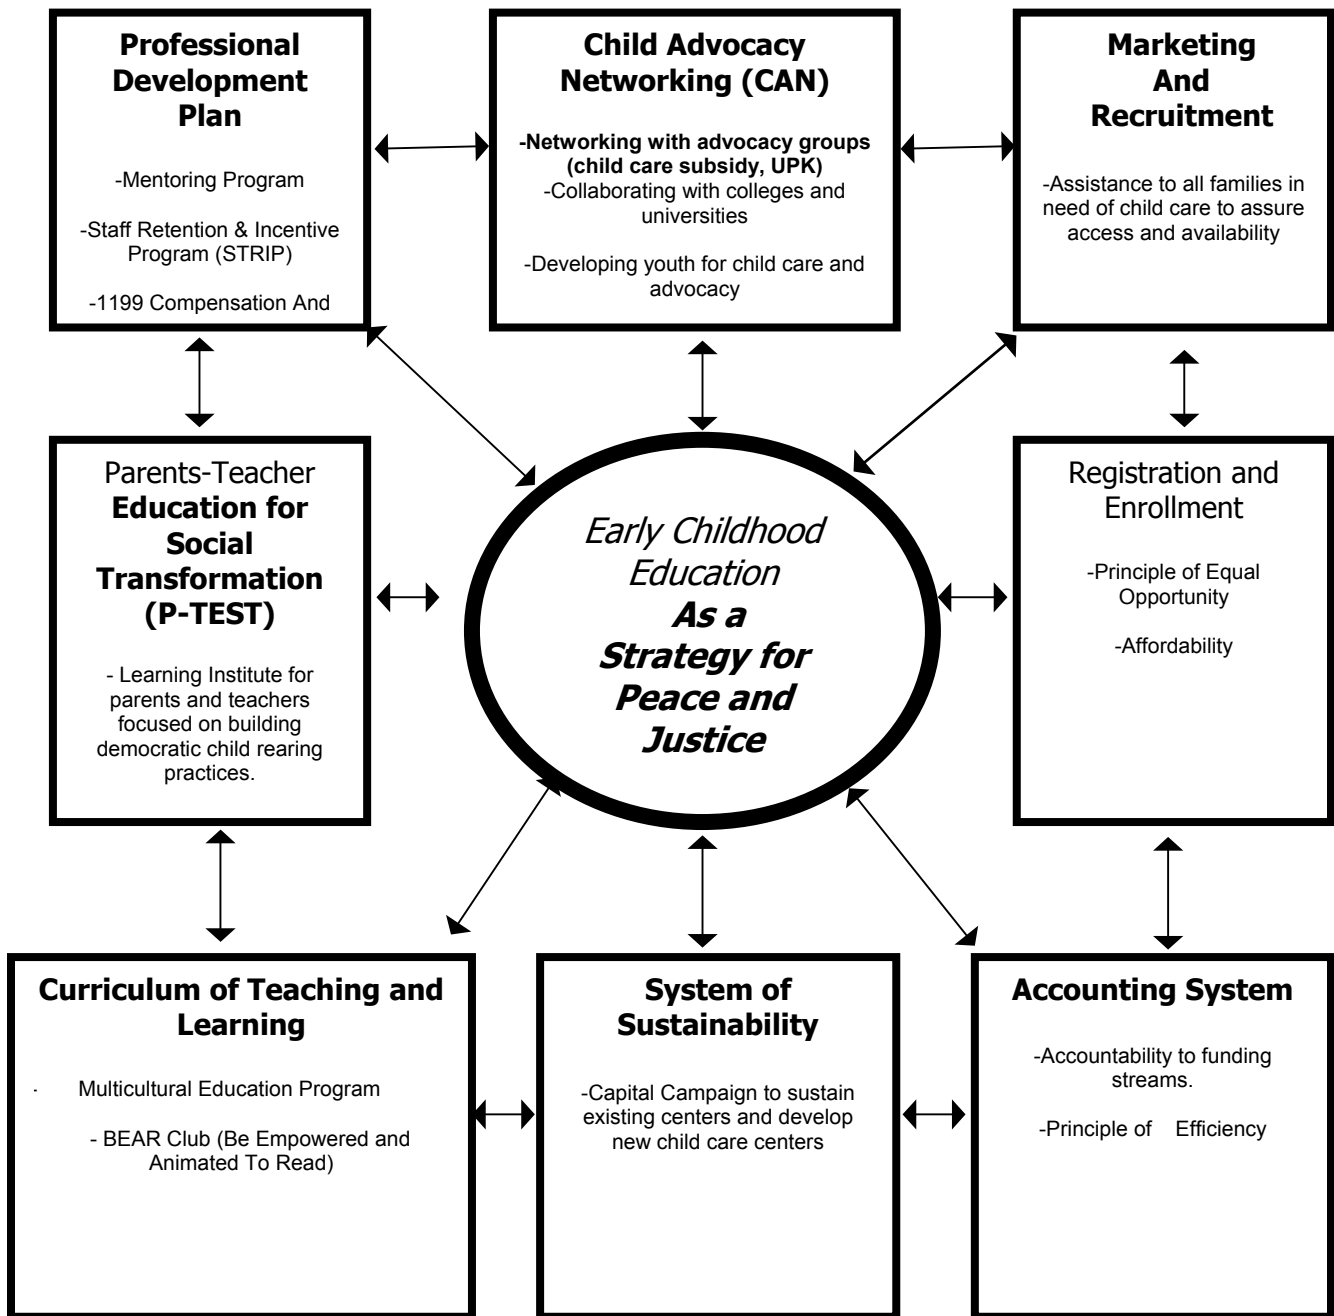 Professional
Development
Plan
-Mentoring Program
-Staff Retention & Incentive
Program (STRIP)
-1199 Compensation And
Child Advocacy
Networking (CAN)
-Networking with advocacy groups
(child care subsidy, UPK)
-Collaborating with colleges and
universities
-Developing youth for child care and
advocacy
Marketing
And
Recruitment
-Assistance to all families in
need of child care to assure
access and availability
Parents-Teacher
Education for
Social
Transformation
(P-TEST)
- Learning Institute for
parents and teachers
focused on building
democratic child rearing
practices.
Early Childhood
Education
As a
Strategy for
Peace and
Justice
Registration and
Enrollment
-Principle of Equal
Opportunity
-Affordability
Curriculum of Teaching and
Learning
- Multicultural Education Program
- BEAR Club (Be Empowered and
Animated To Read)
System of
Sustainability
-Capital Campaign to sustain
existing centers and develop
new child care centers
Accounting System
-Accountability to funding
streams.
-Principle of Efficiency